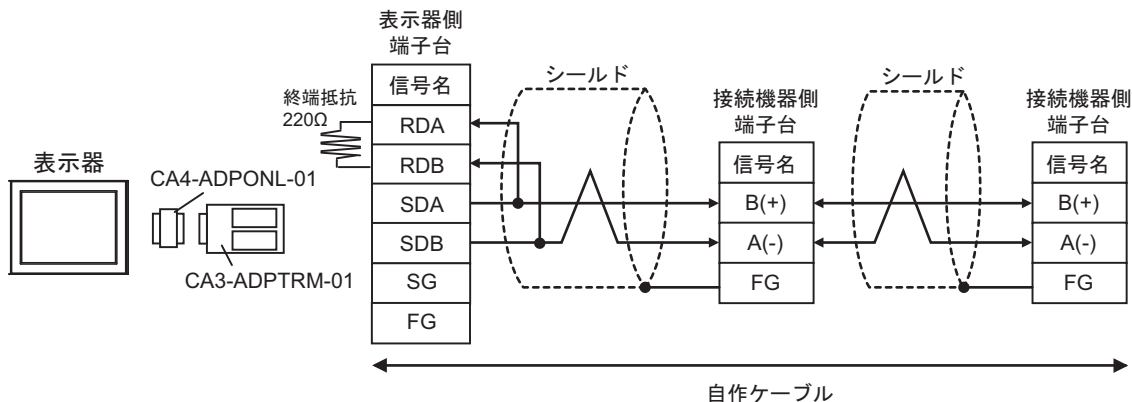 表示器
CA4-ADPONL-01
CA3-ADPTRM-01
終端抵抗
220Ω
表示器側
端子台
信号名
RDA
RDB
SDA
SDB
SG
FG
シールド
接続機器側
端子台
信号名
B(+)
A(-)
FG
シールド
接続機器側
端子台
信号名
B(+)
A(-)
FG
自作ケーブル